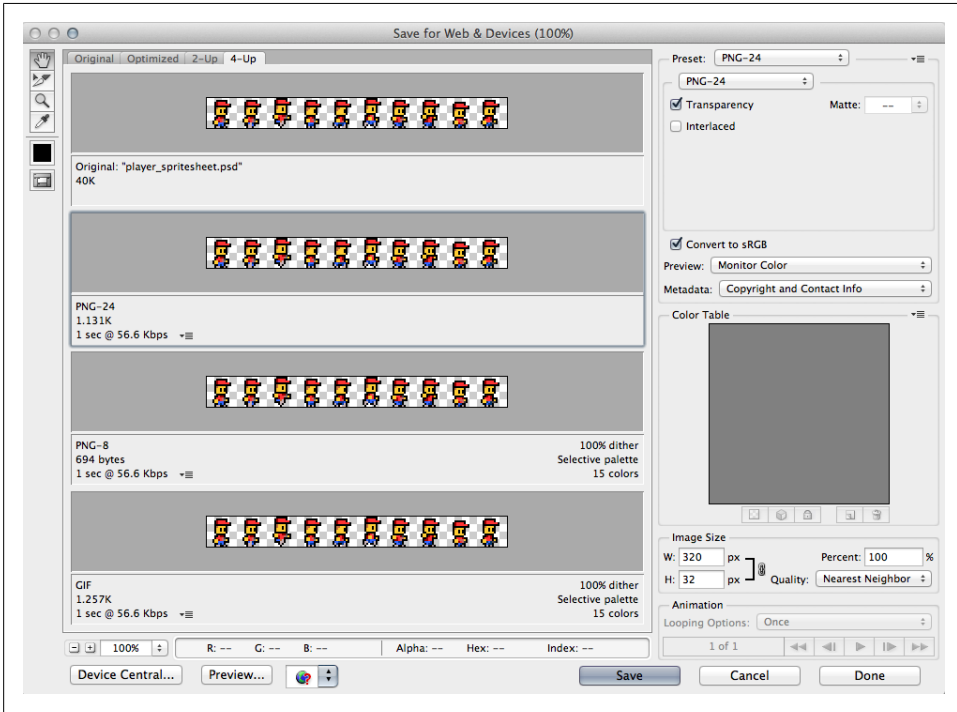 Save for Web & Devices (100%)
Original Optimized 2-Up 4-Up
Original: "player_spritesheet.psd"
40K
PNG-24
1.131K
1 sec @ 56.6 Kbps
PNG-8
694 bytes
1 sec @ 56.6 Kbps
100% dither
Selective palette
15 colors
GIF
1.257K
1 sec @ 56.6 Kbps
100% dither
Selective palette
15 colors
100%
R: -- G: -- B: -- Alpha: -- Hex: -- Index: --
Device Central... Preview...
Save Cancel Done
Preset: PNG-24
PNG-24
Transparency Matte: --
Interlaced
Convert to sRGB
Preview: Monitor Color
Metadata: Copyright and Contact Info
Color Table
Image Size
W: 320 px Percent: 100 %
H: 32 px Quality: Nearest Neighbor
Animation
Looping Options: Once
1 of 1